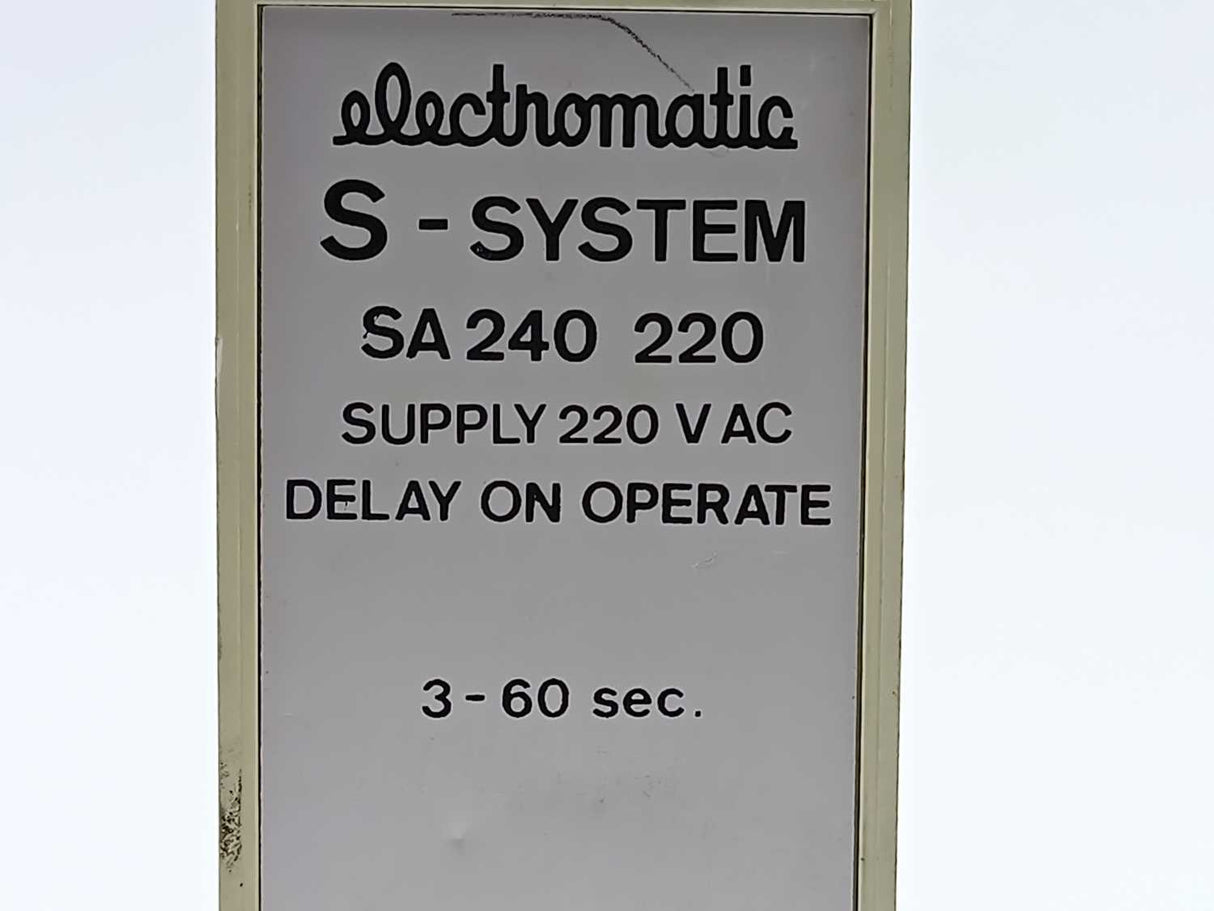 electromatic
S - SYSTEM
SA 240 220
SUPPLY 220 V AC
DELAY ON OPERATE
3 - 60 sec.